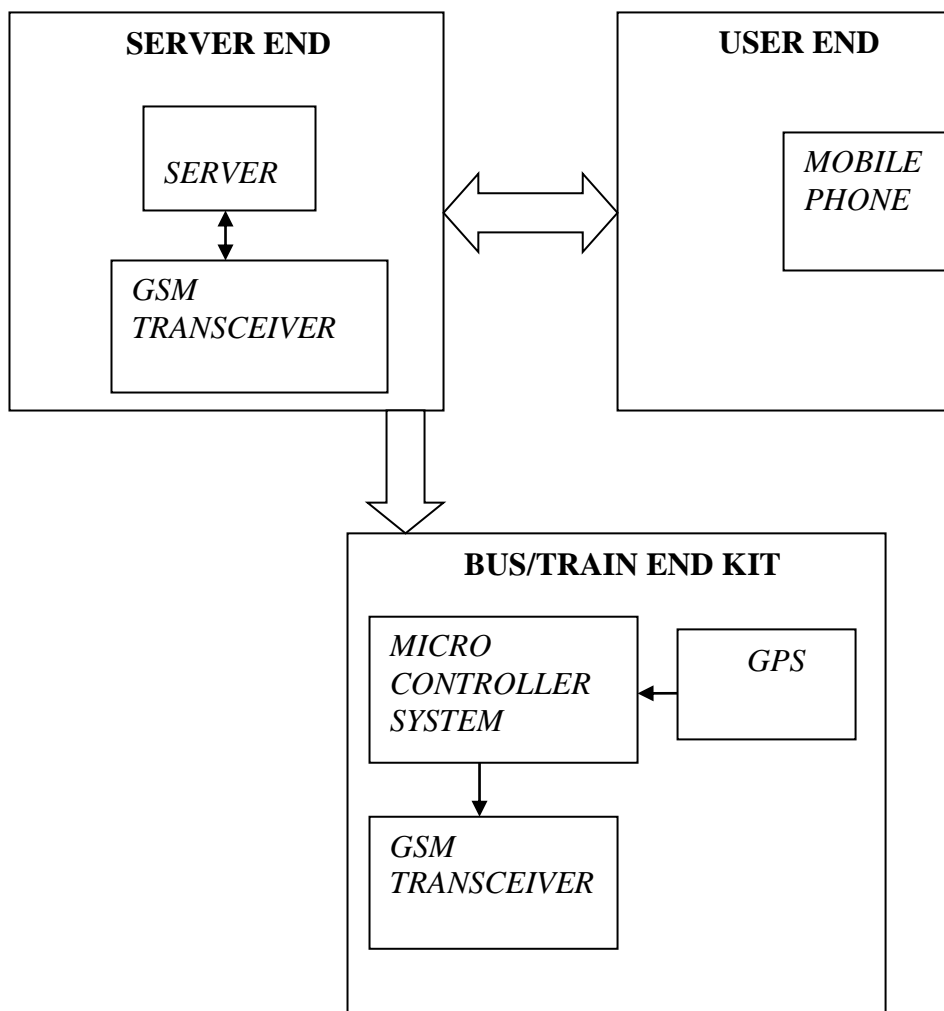 SERVER END
SERVER
GSM
TRANSCEIVER
USER END
MOBILE
PHONE
BUS/TRAIN END KIT
MICRO
CONTROLLER
SYSTEM
GPS
GSM
TRANSCEIVER